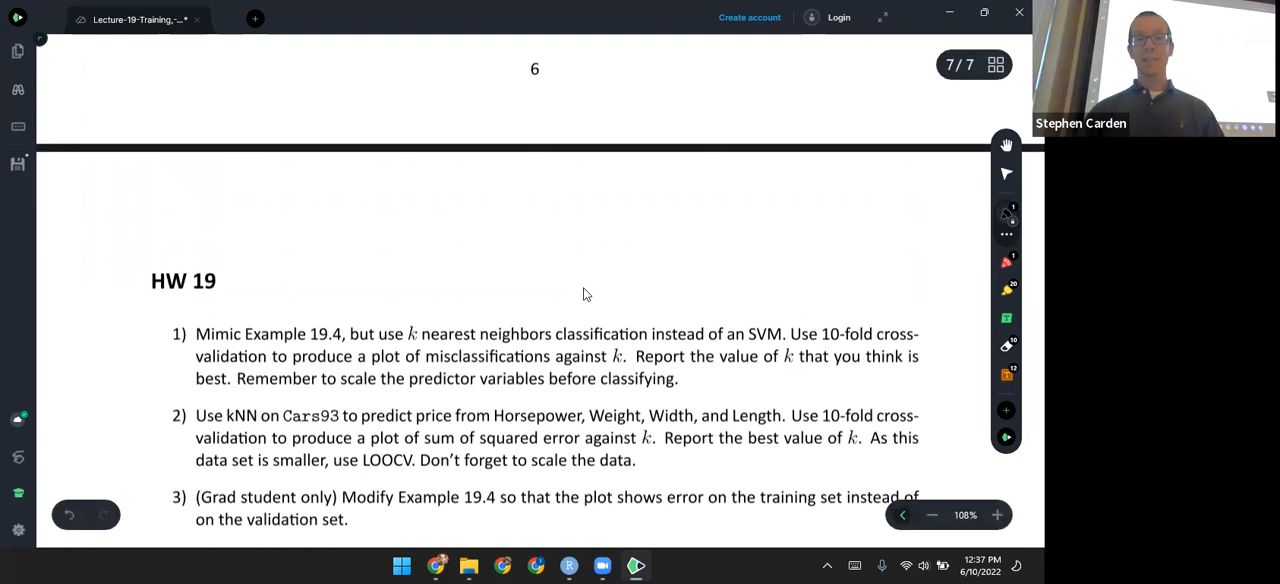 Lecture-19-Training,-...*
Create account
Login
6
7/7
Stephen Carden
HW 19
1) Mimic Example 19.4, but use k nearest neighbors classification instead of an SVM. Use 10-fold cross-
validation to produce a plot of misclassifications against k. Report the value of k that you think is
best. Remember to scale the predictor variables before classifying.
2) Use kNN on Cars93 to predict price from Horsepower, Weight, Width, and Length. Use 10-fold cross-
validation to produce a plot of sum of squared error against k. Report the best value of k. As this
data set is smaller, use LOOCV. Don't forget to scale the data.
3) (Grad student only) Modify Example 19.4 so that the plot shows error on the training set instead of
on the validation set.
1
1
20
10
12
108%
12:37 PM
6/10/2022